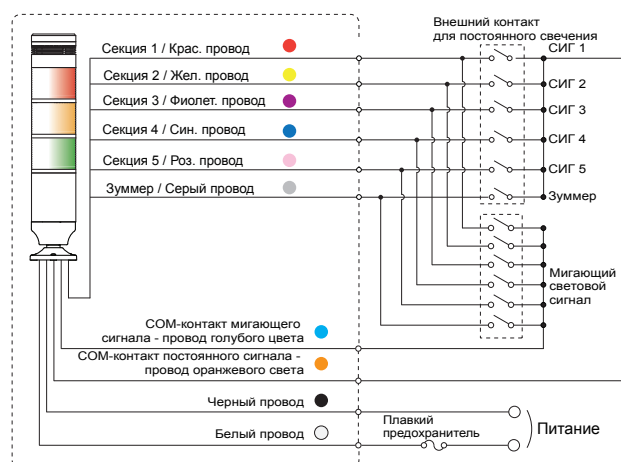 Внешний контакт
для постоянного свечения
Секция 1 / Крас. провод
СИГ 1
Секция 2 / Жел. провод
СИГ 2
Секция 3 / Фиолет. провод
СИГ 3
Секция 4 / Син. провод
СИГ 4
Секция 5 / Роз. провод
СИГ 5
Зуммер / Серый провод
Зуммер
Мигающий
световой
сигнал
COM-контакт мигающего
сигнала - провод голубого цвета
COM-контакт постоянного сигнала -
провод оранжевого света
Черный провод
Плавкий
предохранитель
Питание
Белый провод